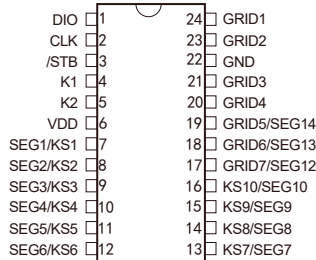 DIO 1 24 GRID1
CLK 2 23 GRID2
/STB 3 22 GND
K1 4 21 GRID3
K2 5 20 GRID4
VDD 6 19 GRID5/SEG14
SEG1/KS1 7 18 GRID6/SEG13
SEG2/KS2 8 17 GRID7/SEG12
SEG3/KS3 9 16 KS10/SEG10
SEG4/KS4 10 15 KS9/SEG9
SEG5/KS5 11 14 KS8/SEG8
SEG6/KS6 12 13 KS7/SEG7